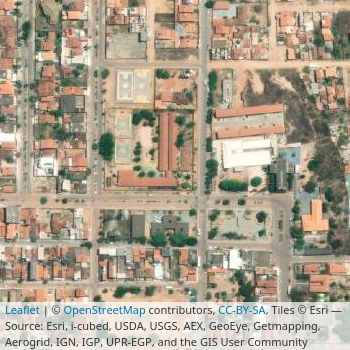 Leaflet | © OpenStreetMap contributors, CC-BY-SA, Tiles © Esri —
Source: Esri, i-cubed, USDA, USGS, AEX, GeoEye, Getmapping,
Aerogrid, IGN, IGP, UPR-EGP, and the GIS User Community